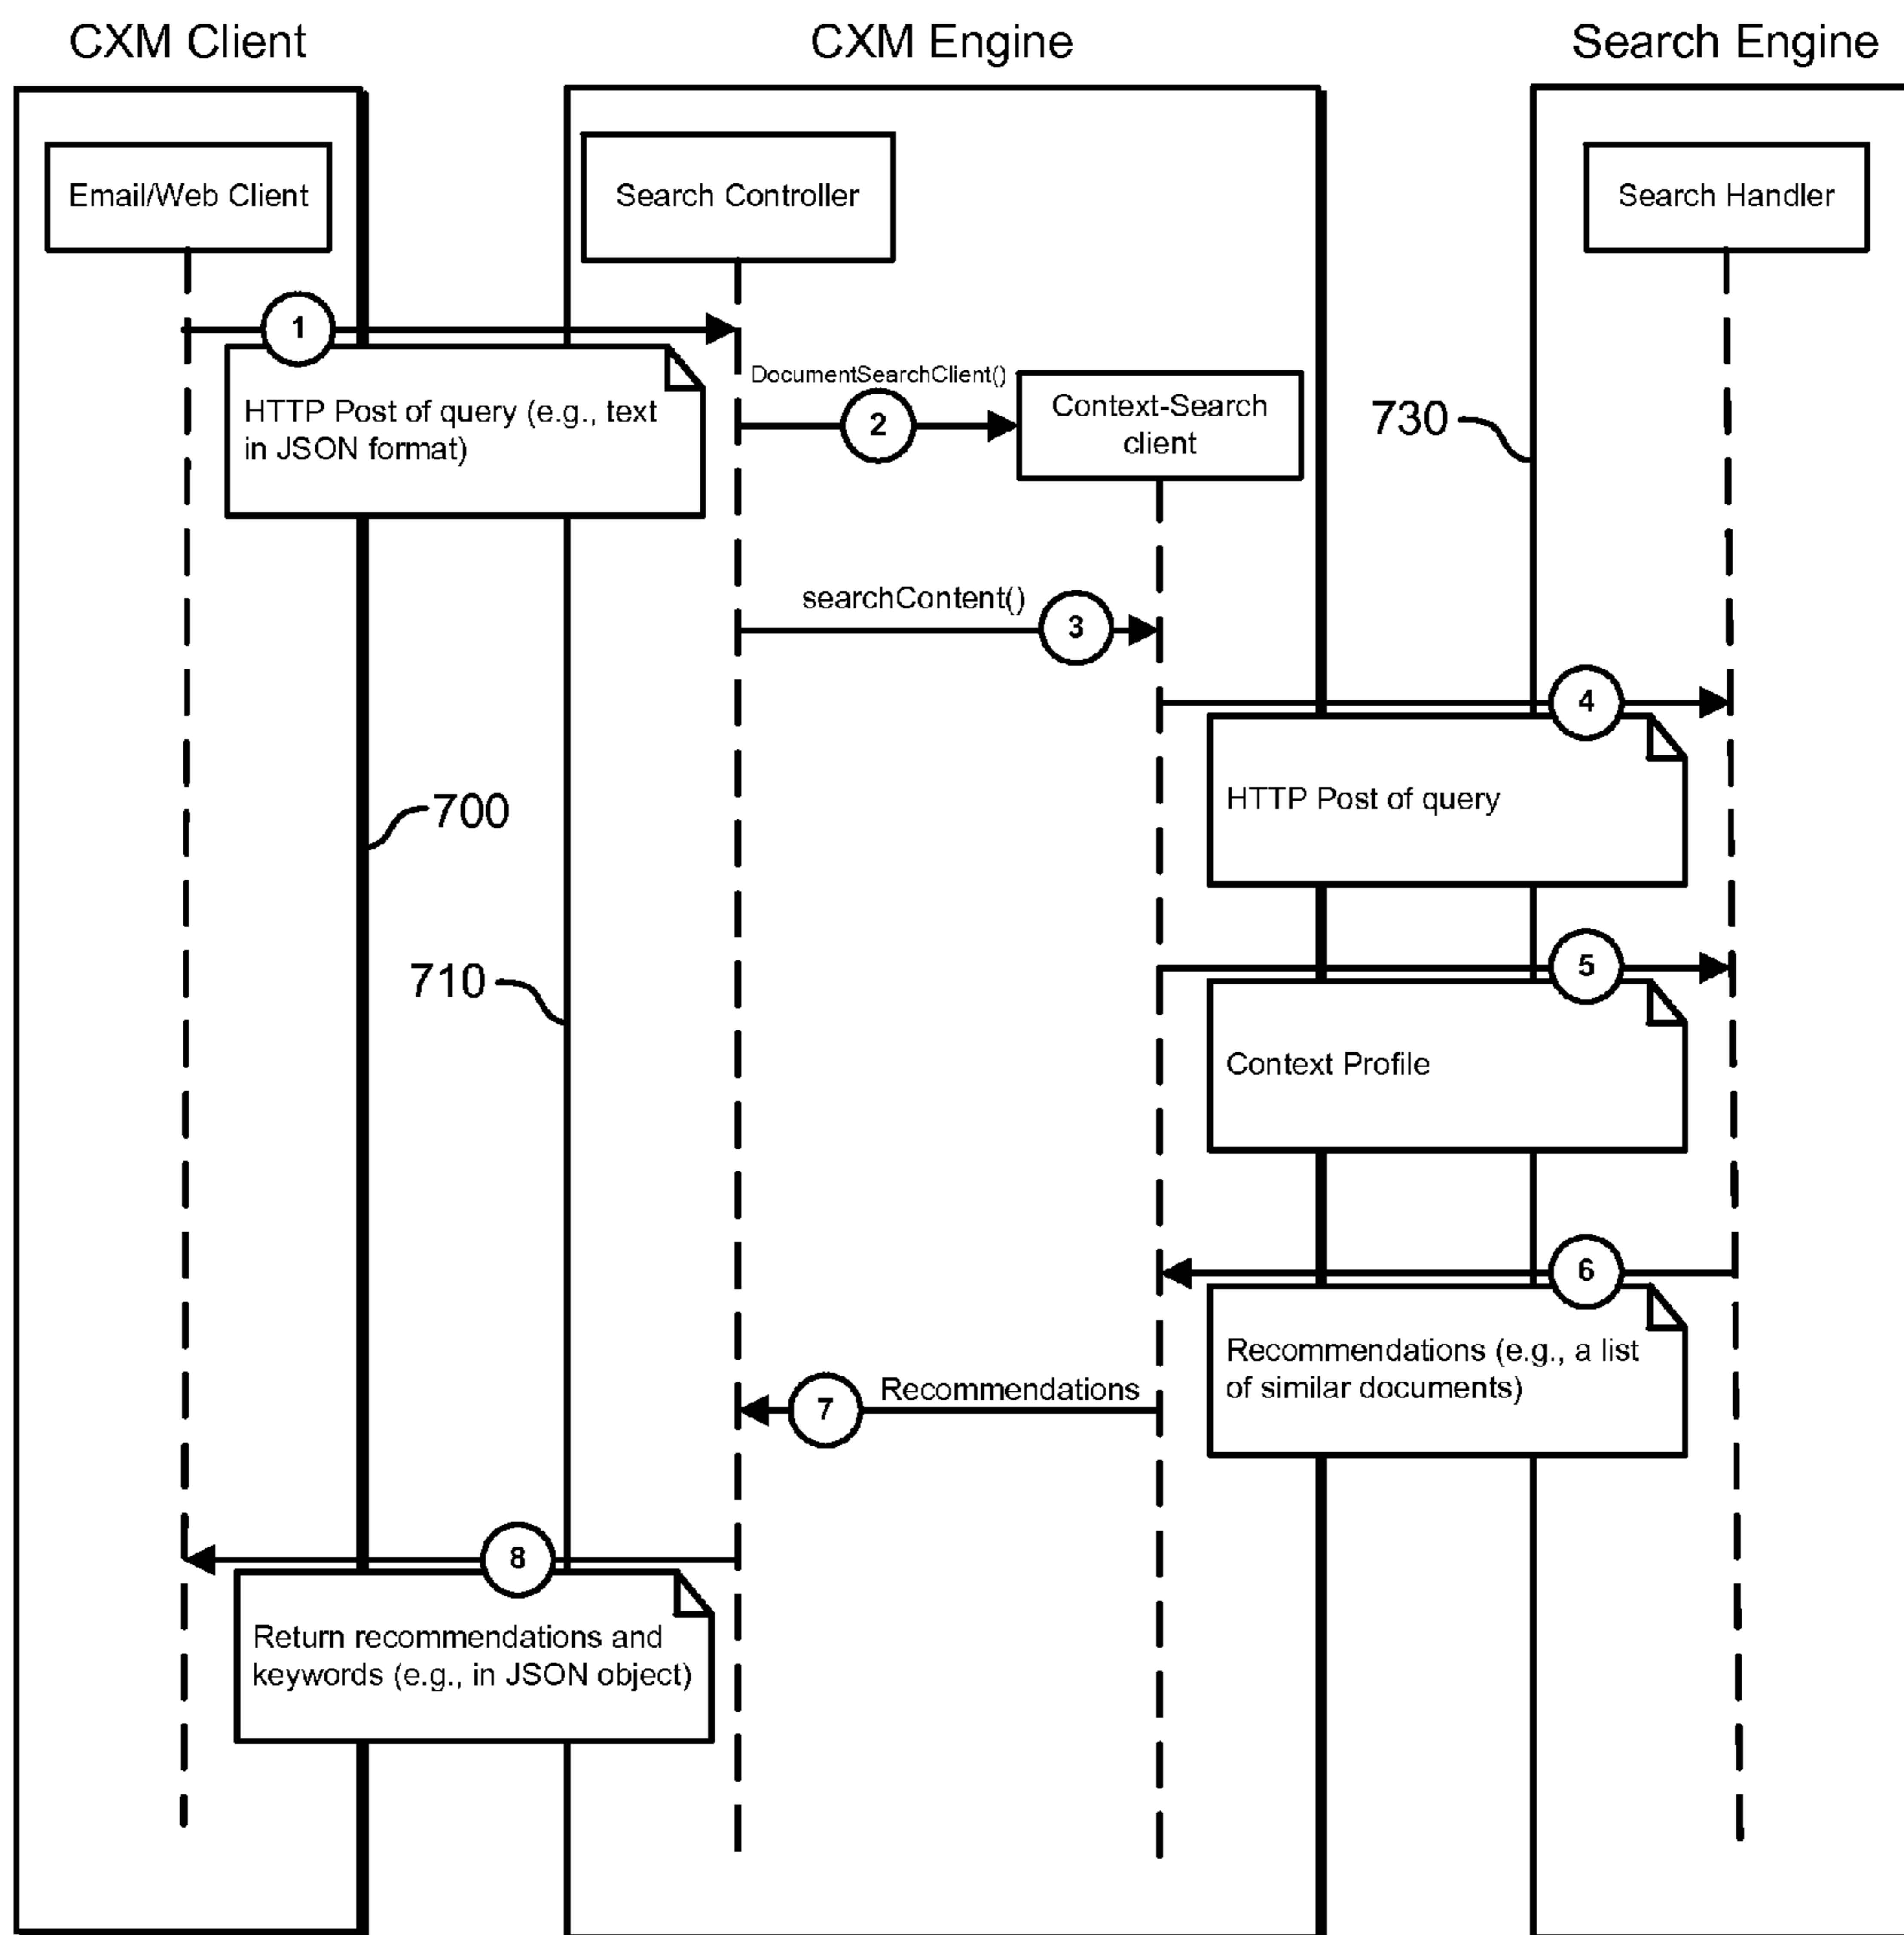 CXM Client
CXM Engine
Search Engine
Email/Web Client
Search Controller
Search Handler
1
HTTP Post of query (e.g., text
in JSON format)
DocumentSearchClient()
2
Context-Search
client
730
searchContent()
3
4
HTTP Post of query
700
710
5
Context Profile
6
Recommendations (e.g., a list
of similar documents)
Recommendations
7
8
Return recommendations and
keywords (e.g., in JSON object)